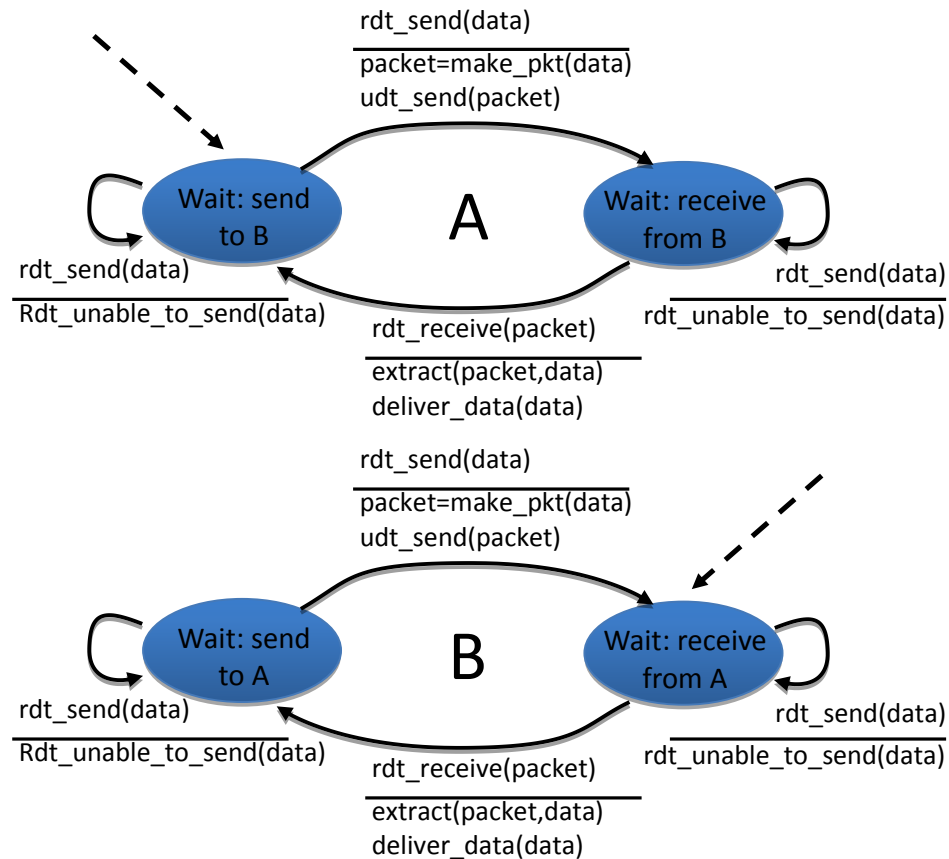 rdt_send(data)
packet=make_pkt(data)
udt_send(packet)
Wait: send
to B
A
Wait: receive
from B
rdt_send(data)
Rdt_unable_to_send(data)
rdt_send(data)
rdt_unable_to_send(data)
rdt_receive(packet)
extract(packet,data)
deliver_data(data)
rdt_send(data)
packet=make_pkt(data)
udt_send(packet)
Wait: send
to A
B
Wait: receive
from A
rdt_send(data)
Rdt_unable_to_send(data)
rdt_send(data)
rdt_unable_to_send(data)
rdt_receive(packet)
extract(packet,data)
deliver_data(data)